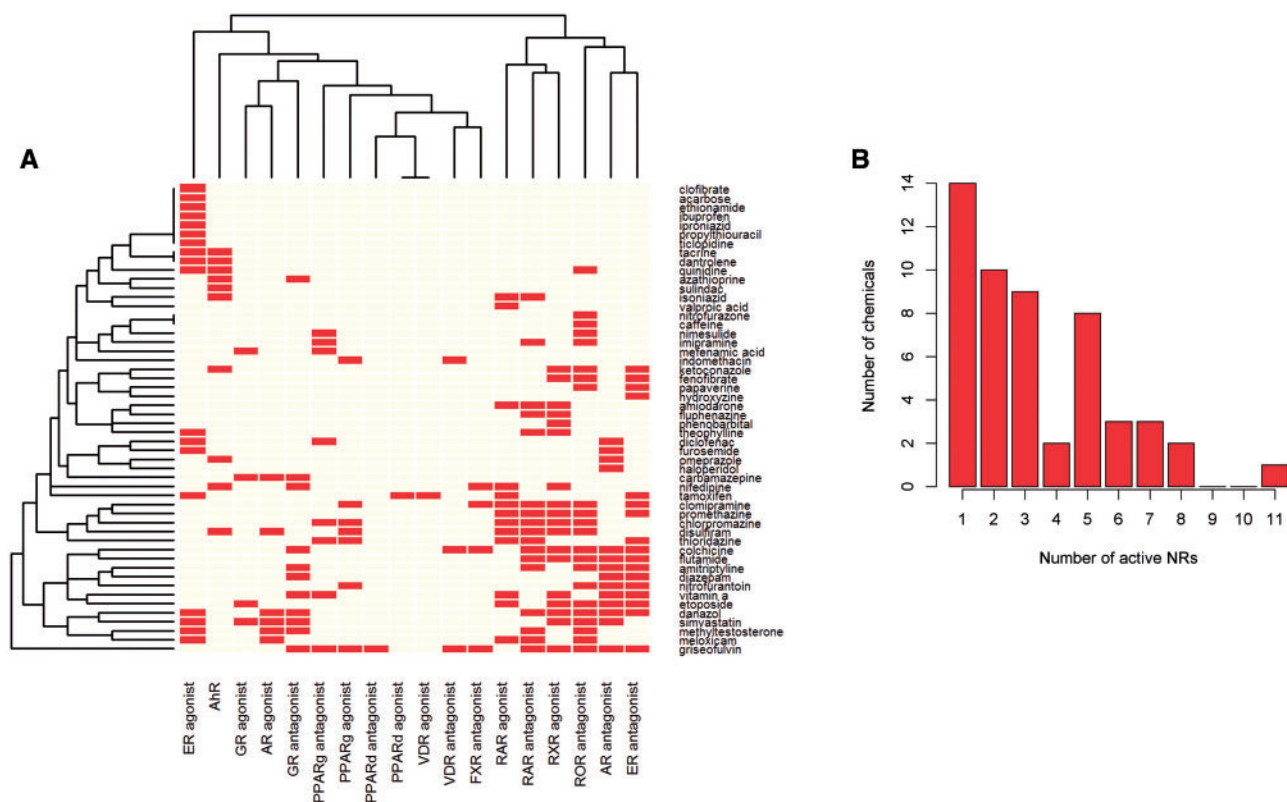 A
clofibrate
acarbose
ethionamide
ibuprofen
iproniazid
propylthiouracil
ticlopidine
tacrine
dantrolene
quinidine
azathioprine
sulindac
isoniazid
valproic acid
nitrofurazone
caffeine
nimesulide
imipramine
mefenamic acid
indomethacin
ketoconazole
fenofibrate
papaverine
hydroxyzine
amiodarone
fluphenazine
phenobarbital
theophylline
diclofenac
furosemide
omeprazole
haloperidol
carbamazepine
nifedipine
tamoxifen
clomipramine
promethazine
chlorpromazine
disulfiram
thioridazine
colchicine
flutamide
amitriptyline
diazepam
nitrofurantoin
vitamin a
etoposide
danazol
simvastatin
methyltestosterone
meloxicam
griseofulvin
ER agonist
AhR
GR agonist
AR agonist
GR antagonist
PPARg antagonist
PPARg agonist
PPARd antagonist
PPARd agonist
VDR agonist
VDR antagonist
FXR antagonist
RAR agonist
RAR antagonist
RXR agonist
ROR antagonist
AR antagonist
ER antagonist
B
Number of chemicals
14
12
10
8
6
4
2
0
1 2 3 4 5 6 7 8 9 10 11
Number of active NRs